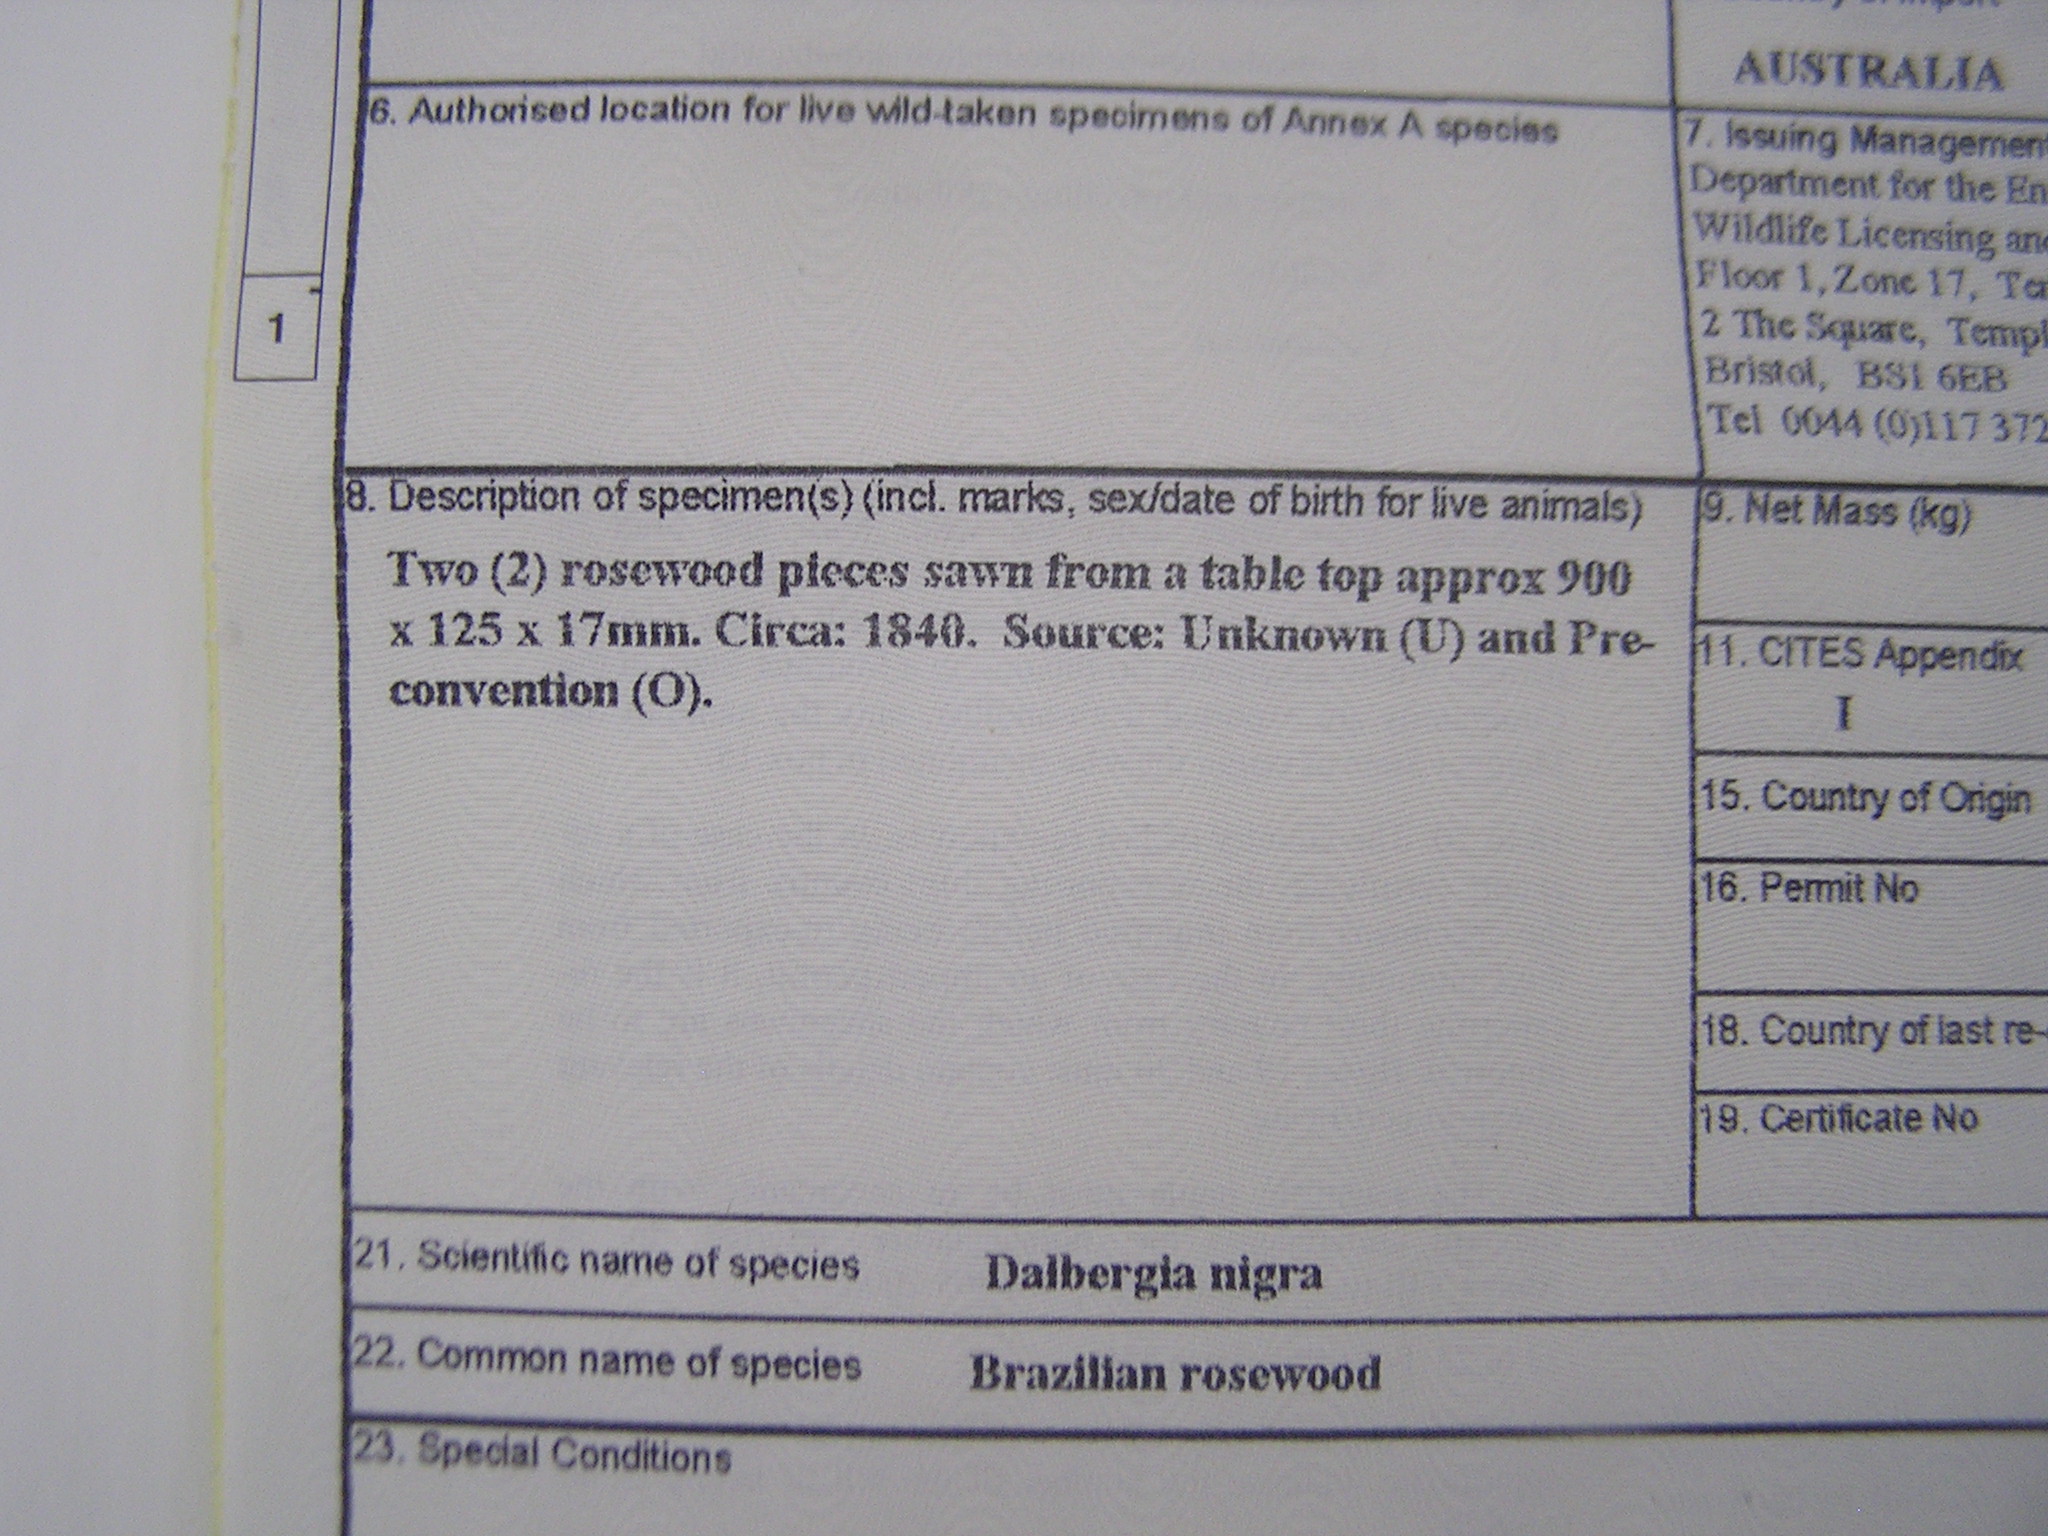 AUSTRALIA
6. Authorised location for live wild-taken specimens of Annex A species
7. Issuing Management
Department for the En
Wildlife Licensing and
Floor 1, Zone 17, Te
2 The Square, Templ
Bristol, BS1 6EB
Tel 0044 (0)117 372
1
8. Description of specimen(s) (incl. marks, sex/date of birth for live animals)
Two (2) rosewood pieces sawn from a table top approx 900
x 125 x 17mm. Circa: 1840. Source: Unknown (U) and Pre-
convention (O).
9. Net Mass (kg)
11. CITES Appendix
I
15. Country of Origin
16. Permit No
18. Country of last re-
19. Certificate No
21. Scientific name of species Dalbergia nigra
22. Common name of species Brazilian rosewood
23. Special Conditions